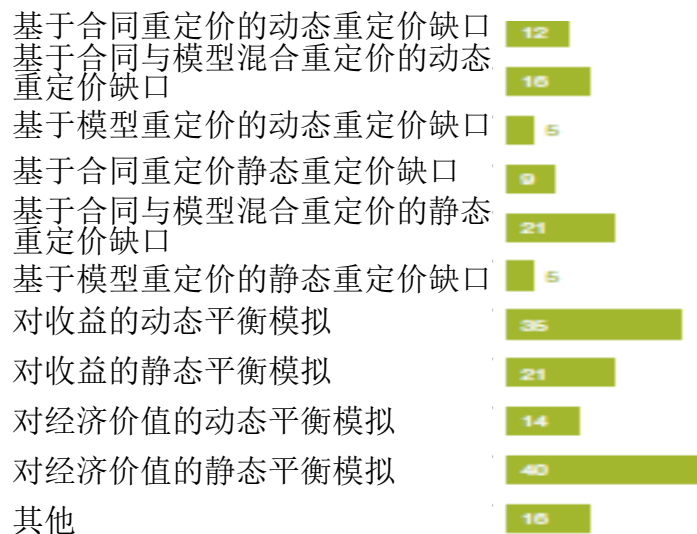 基于合同重定价的动态重定价缺口 12
基于合同与模型混合重定价的动态
重定价缺口 16
基于模型重定价的动态重定价缺口 5
基于合同重定价静态重定价缺口 9
基于合同与模型混合重定价的静态
重定价缺口 21
基于模型重定价的静态重定价缺口 5
对收益的动态平衡模拟 35
对收益的静态平衡模拟 21
对经济价值的动态平衡模拟 14
对经济价值的静态平衡模拟 40
其他 16